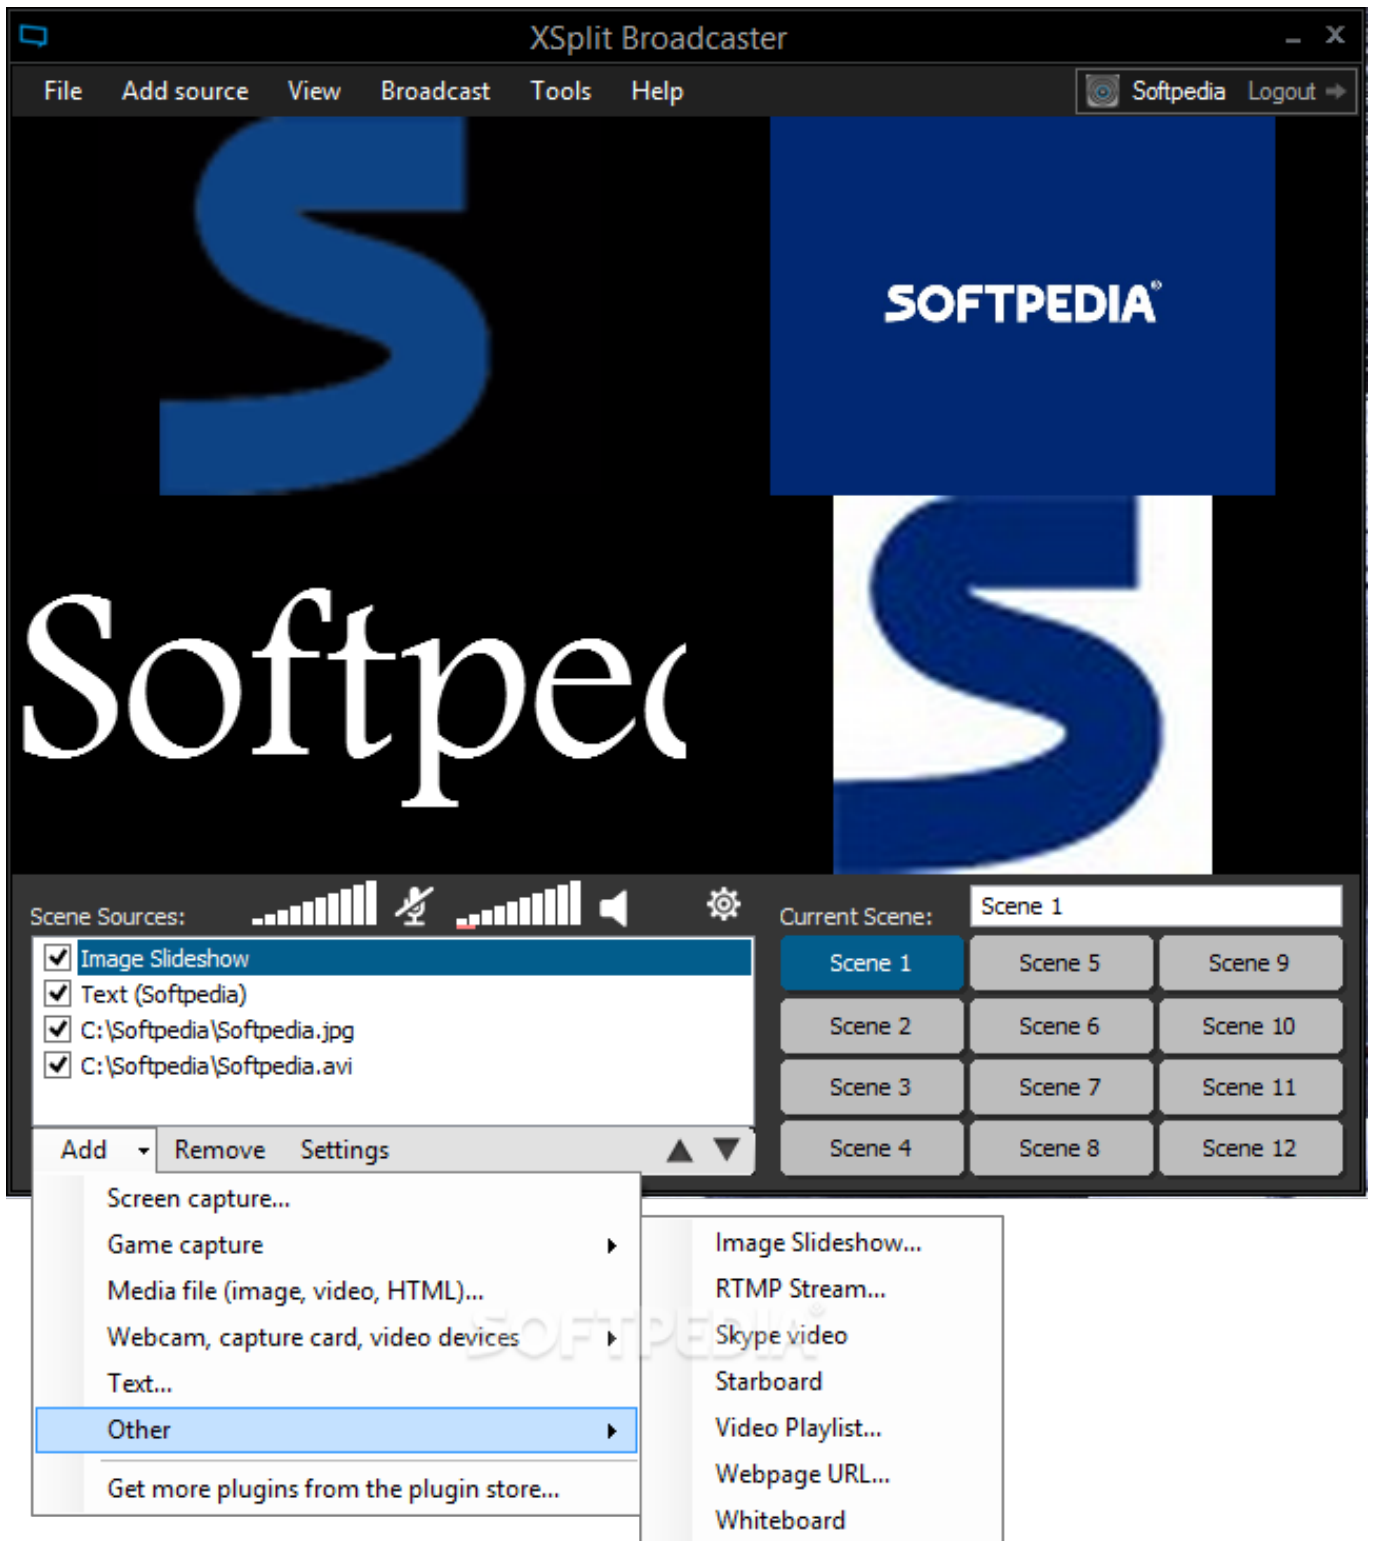 XSplit Broadcaster
File Add source View Broadcast Tools Help Softpedia Logout
SOFTPEDIA®
Softped
Scene Sources:
Current Scene: Scene 1
Image Slideshow
Text (Softpedia)
C:\Softpedia\Softpedia.jpg
C:\Softpedia\Softpedia.avi
Scene 1 Scene 5 Scene 9
Scene 2 Scene 6 Scene 10
Scene 3 Scene 7 Scene 11
Scene 4 Scene 8 Scene 12
Add Remove Settings
Screen capture...
Game capture
Media file (image, video, HTML)...
Webcam, capture card, video devices
Text...
Other
Get more plugins from the plugin store...
Image Slideshow...
RTMP Stream...
Skype video
Starboard
Video Playlist...
Webpage URL...
Whiteboard
SOFTPEDIA®